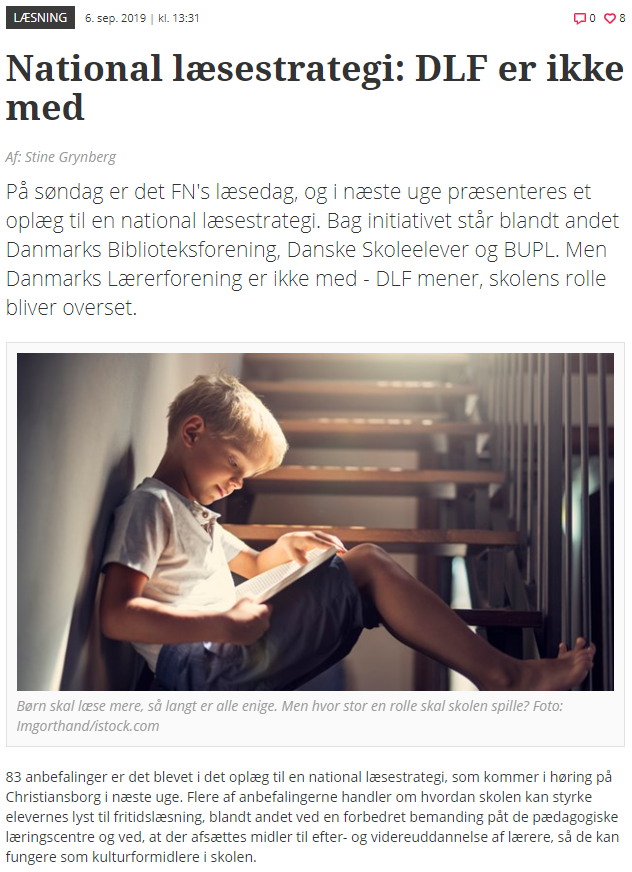 LÆSNING 6. sep. 2019 | kl. 13:31 0 8
National læsestrategi: DLF er ikke
med
Af: Stine Grynberg
På søndag er det FN's læsedag, og i næste uge præsenteres et
oplæg til en national læsestrategi. Bag initiativet står blandt andet
Danmarks Biblioteksforening, Danske Skoleelever og BUPL. Men
Danmarks Lærerforening er ikke med - DLF mener, skolens rolle
bliver overset.
Børn skal læse mere, så langt er alle enige. Men hvor stor en rolle skal skolen spille? Foto:
Imgorthand/istock.com
83 anbefalinger er det blevet i det oplæg til en national læsestrategi, som kommer i høring på
Christiansborg i næste uge. Flere af anbefalingerne handler om hvordan skolen kan styrke
elevernes lyst til fritidslæsning, blandt andet ved en forbedret bemanding påt de pædagogiske
læringscentre og ved, at der afsættes midler til efter- og videreuddannelse af lærere, så de kan
fungere som kulturformidlere i skolen.